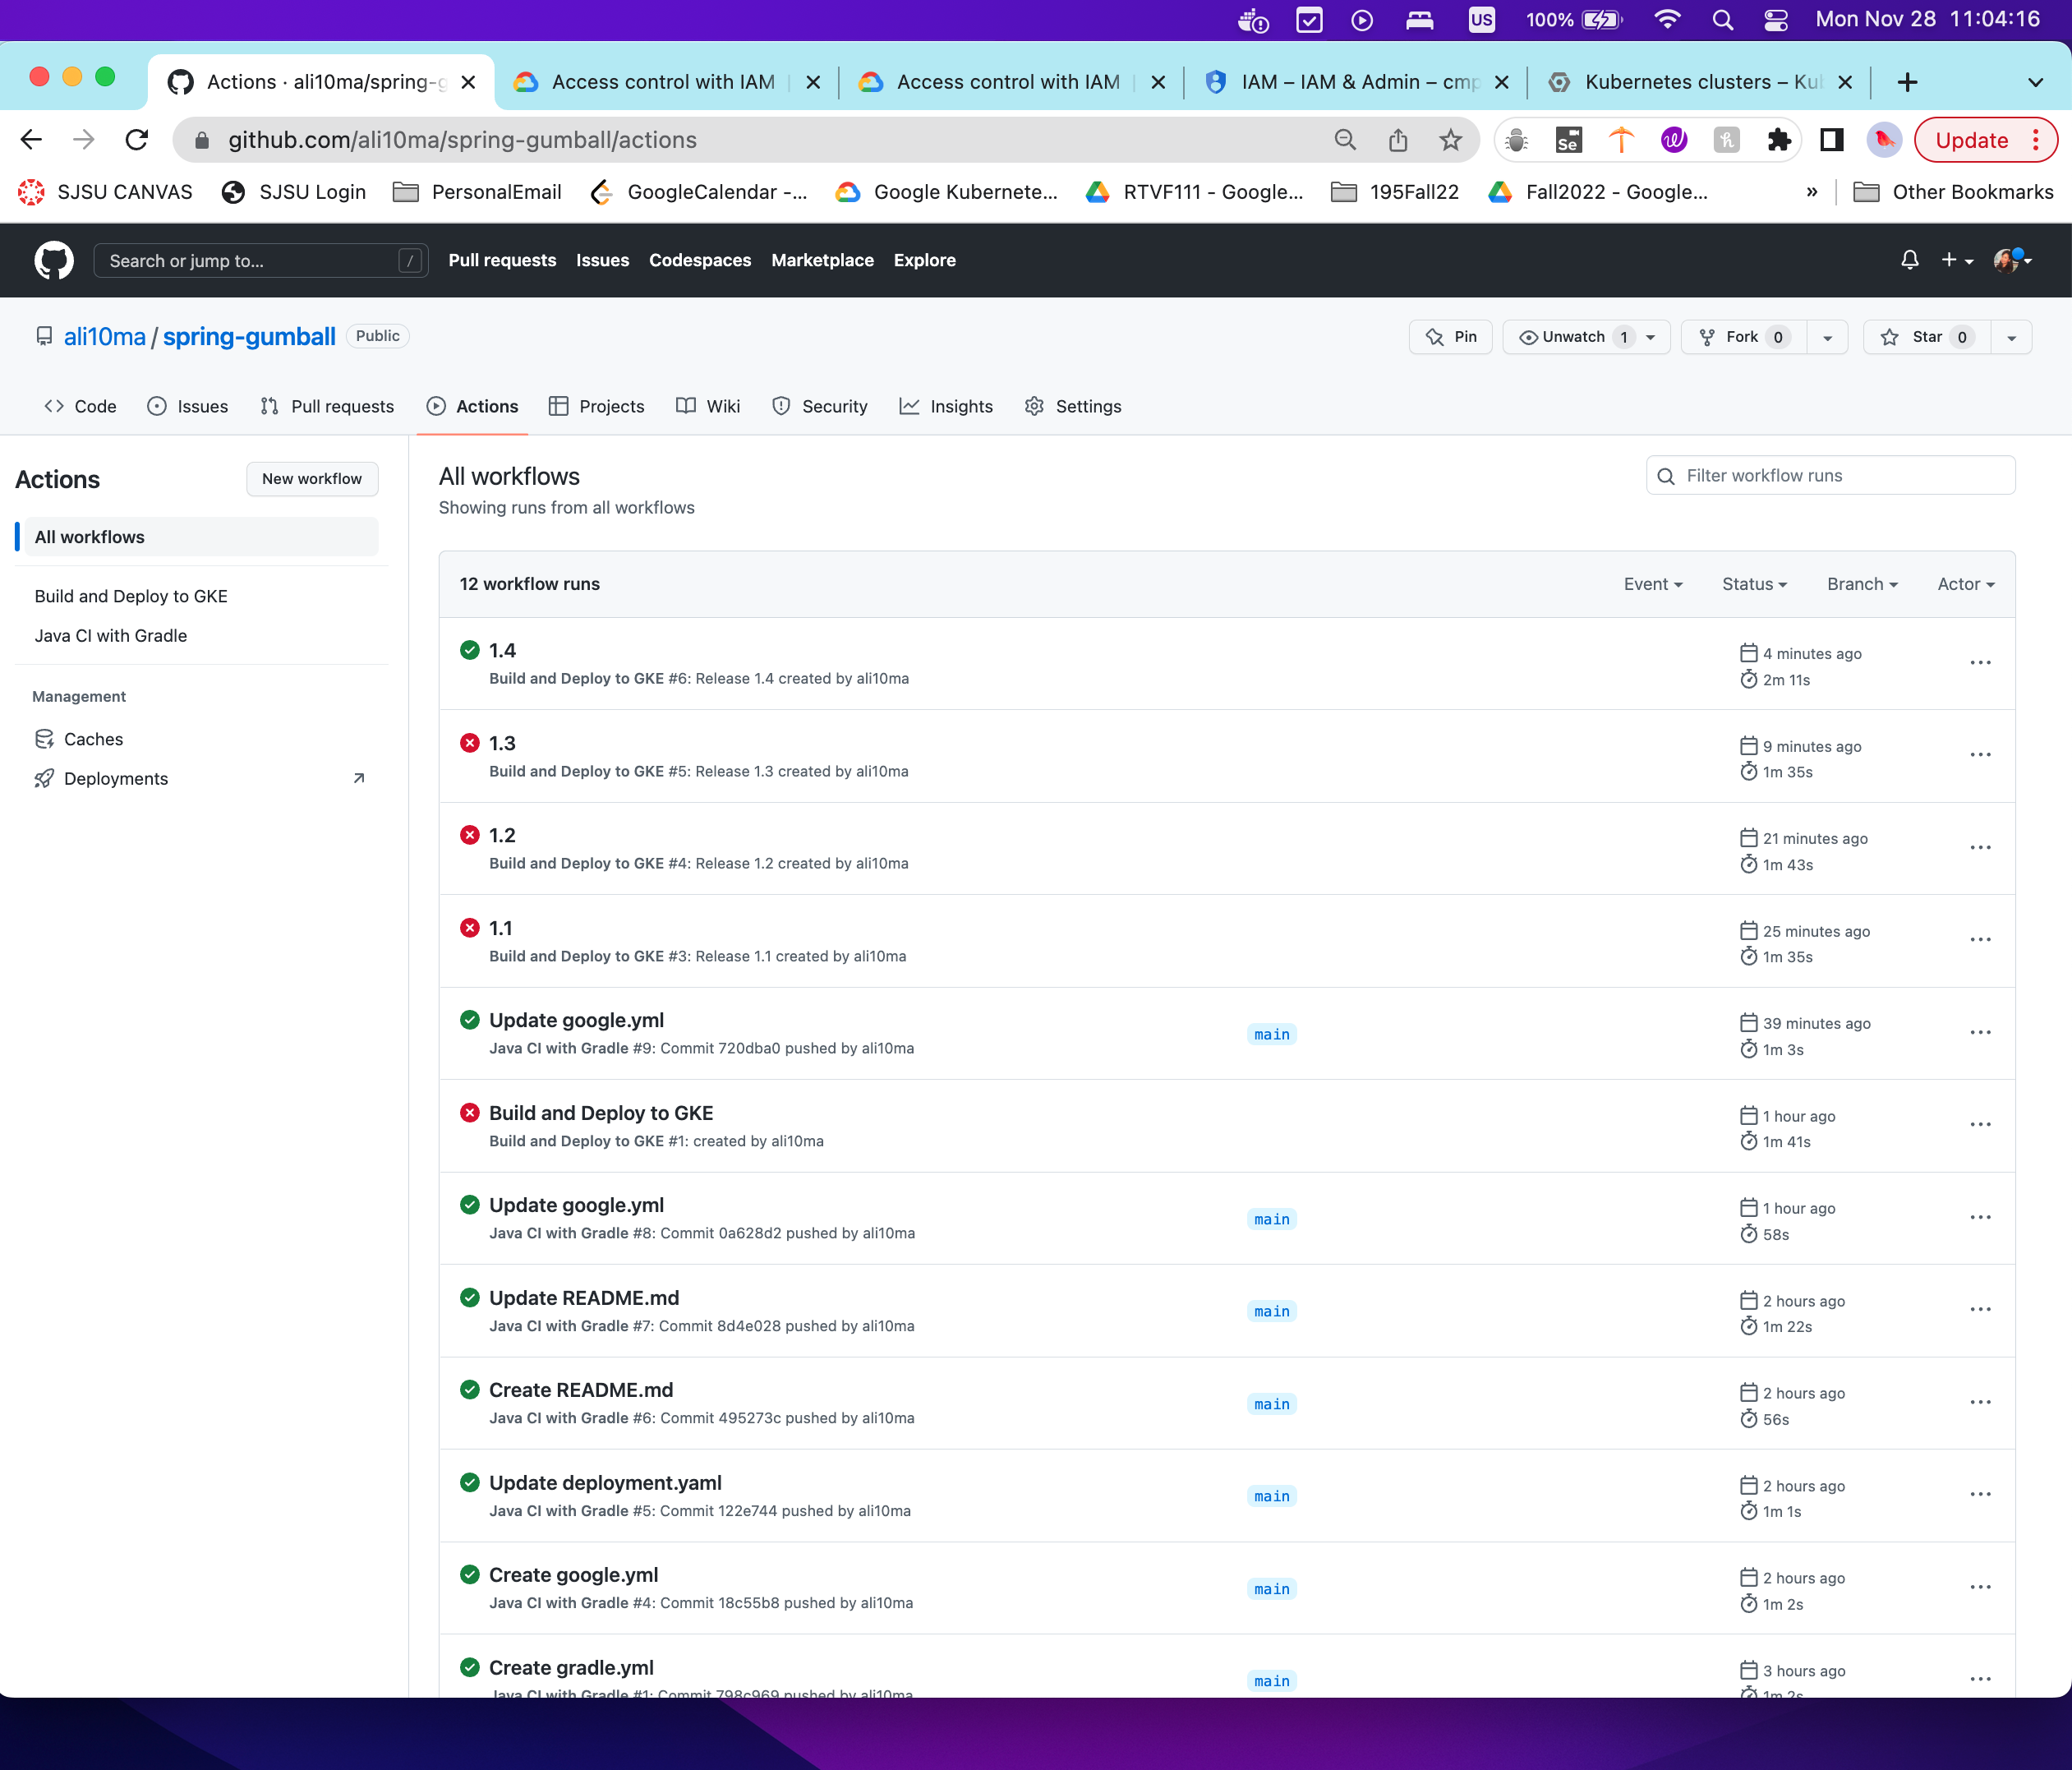 US 100% Mon Nov 28 11:04:16
Actions · ali10ma/spring-g Access control with IAM Access control with IAM IAM – IAM & Admin – cmp Kubernetes clusters – Kub
github.com/ali10ma/spring-gumball/actions Se Update
SJSU CANVAS SJSU Login PersonalEmail GoogleCalendar -... Google Kubernete... RTVF111 - Google... 195Fall22 Fall2022 - Google... » Other Bookmarks
Search or jump to... / Pull requests Issues Codespaces Marketplace Explore
ali10ma / spring-gumball Public Pin Unwatch 1 Fork 0 Star 0
Code Issues Pull requests Actions Projects Wiki Security Insights Settings
Actions New workflow
All workflows
Build and Deploy to GKE
Java CI with Gradle
Management
Caches
Deployments
All workflows
Showing runs from all workflows
Filter workflow runs
12 workflow runs Event Status Branch Actor
1.4
Build and Deploy to GKE #6: Release 1.4 created by ali10ma
4 minutes ago
2m 11s
1.3
Build and Deploy to GKE #5: Release 1.3 created by ali10ma
9 minutes ago
1m 35s
1.2
Build and Deploy to GKE #4: Release 1.2 created by ali10ma
21 minutes ago
1m 43s
1.1
Build and Deploy to GKE #3: Release 1.1 created by ali10ma
25 minutes ago
1m 35s
Update google.yml
Java CI with Gradle #9: Commit 720dba0 pushed by ali10ma
main
39 minutes ago
1m 3s
Build and Deploy to GKE
Build and Deploy to GKE #1: created by ali10ma
1 hour ago
1m 41s
Update google.yml
Java CI with Gradle #8: Commit 0a628d2 pushed by ali10ma
main
1 hour ago
58s
Update README.md
Java CI with Gradle #7: Commit 8d4e028 pushed by ali10ma
main
2 hours ago
1m 22s
Create README.md
Java CI with Gradle #6: Commit 495273c pushed by ali10ma
main
2 hours ago
56s
Update deployment.yaml
Java CI with Gradle #5: Commit 122e744 pushed by ali10ma
main
2 hours ago
1m 1s
Create google.yml
Java CI with Gradle #4: Commit 18c55b8 pushed by ali10ma
main
2 hours ago
1m 2s
Create gradle.yml
Java CI with Gradle #1: Commit 798c969 pushed by ali10ma
main
3 hours ago
1m 2s